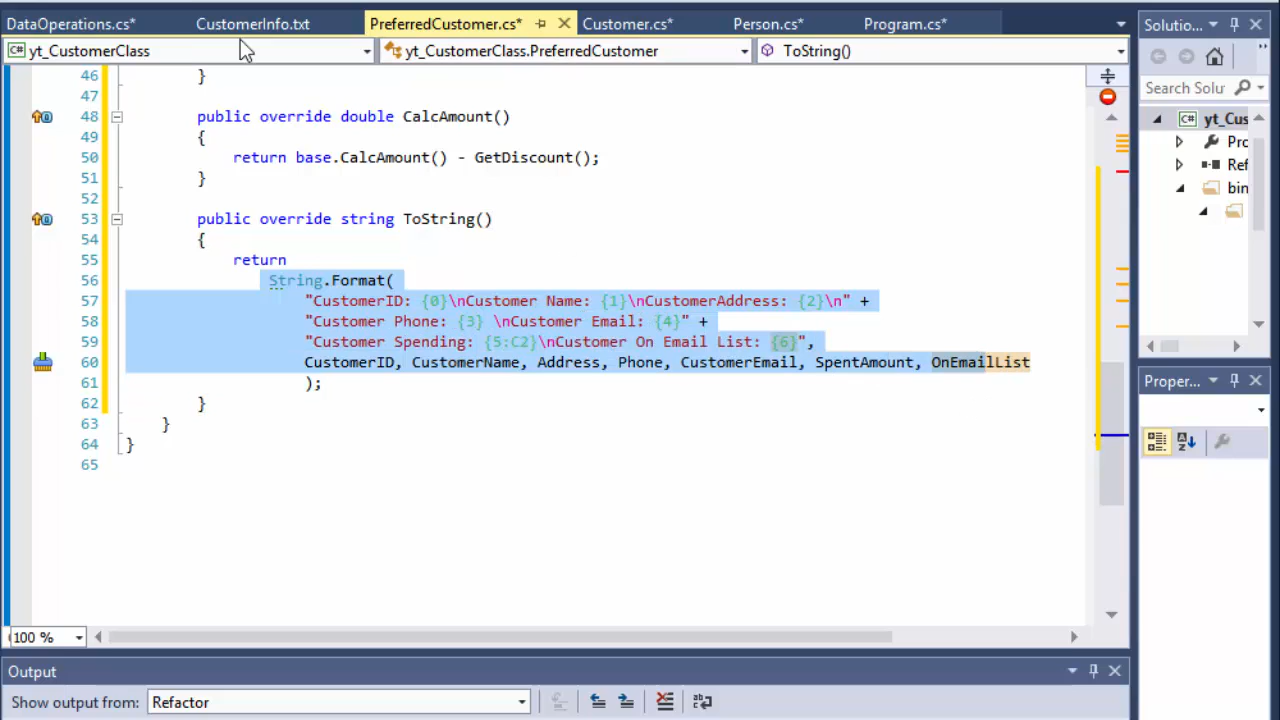 DataOperations.cs* CustomerInfo.txt PreferredCustomer.cs* Customer.cs* Person.cs* Program.cs* Solutio...
C# yt_CustomerClass yt_CustomerClass.PreferredCustomer ToString()
Search Solu
46 }
47
48 public override double CalcAmount()
49 {
50 return base.CalcAmount() - GetDiscount();
51 }
52
53 public override string ToString()
54 {
55 return
56 String.Format(
57 "CustomerID: {0}\nCustomer Name: {1}\nCustomerAddress: {2}\n" +
58 "Customer Phone: {3} \nCustomer Email: {4}" +
59 "Customer Spending: {5:C2}\nCustomer On Email List: {6}",
60 CustomerID, CustomerName, Address, Phone, CustomerEmail, SpentAmount, OnEmailList
61 );
62 }
63 }
64 }
65
C# yt_Cus
Pro
Ref
bin
Proper...
A Z
100 %
Output
Show output from: Refactor